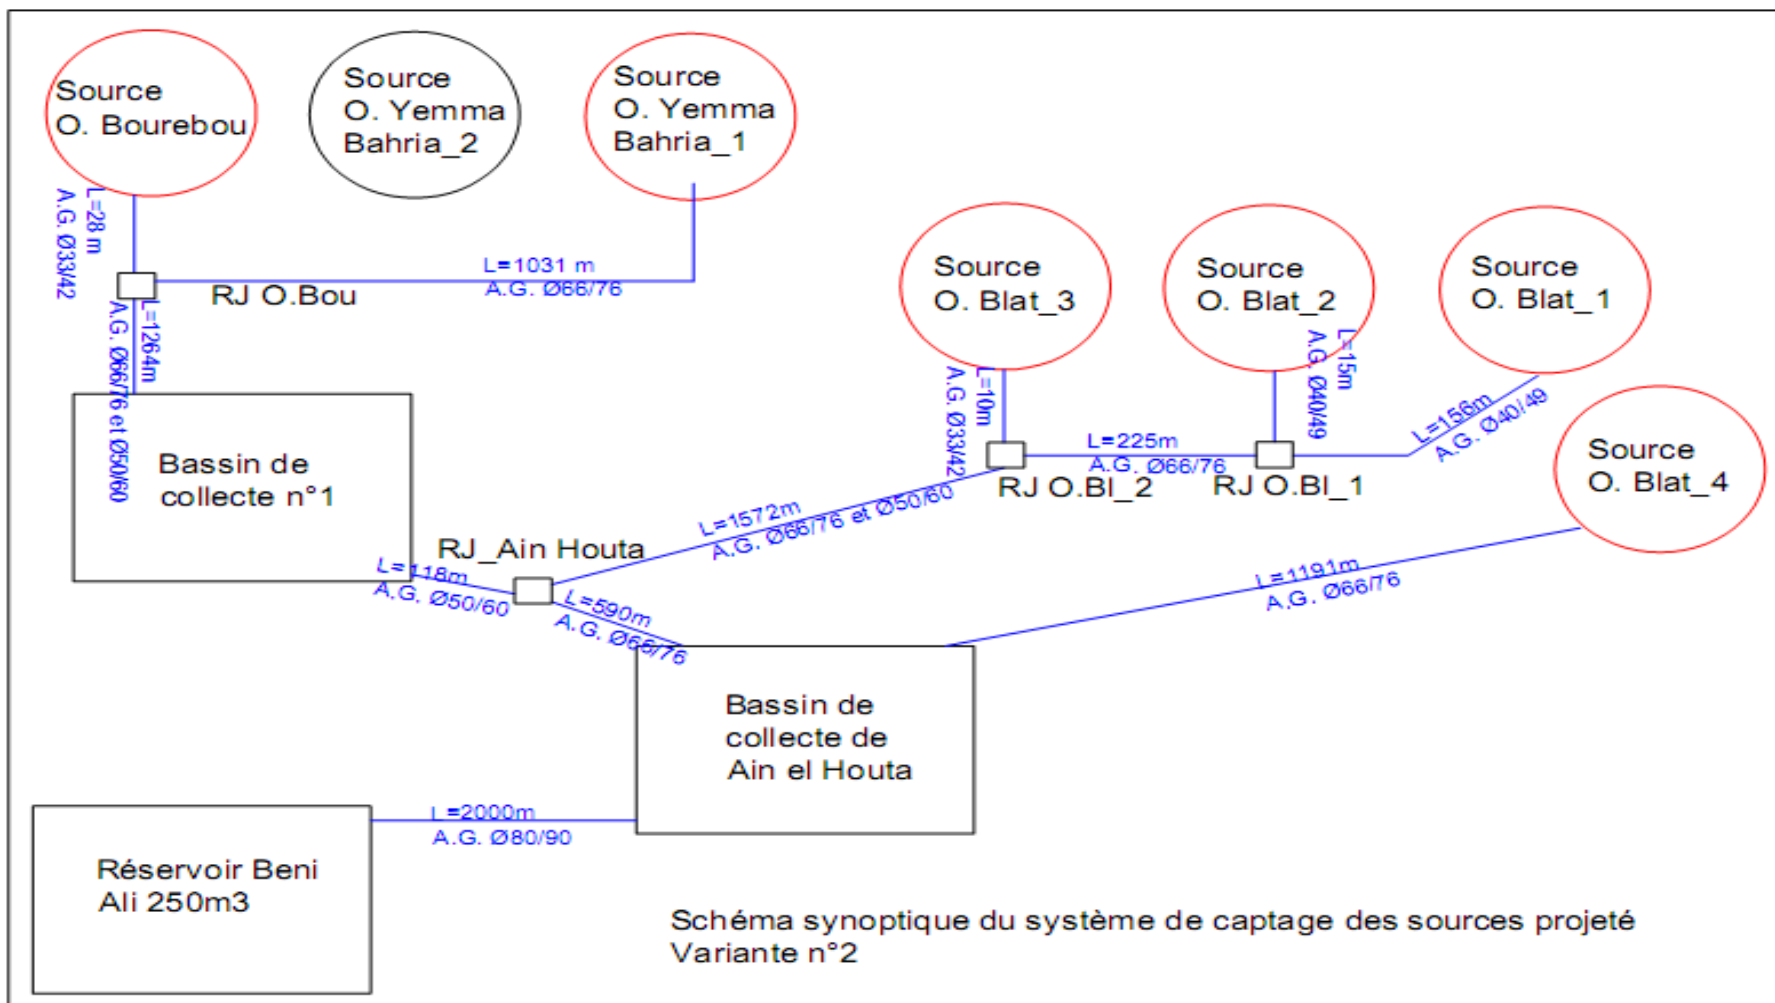 Source
O. Bourebou
Source
O. Yemma
Bahria_2
Source
O. Yemma
Bahria_1
L=28 m
A.G. Ø33/42
L=1031 m
A.G. Ø66/76
RJ O.Bou
L=1264m
A.G. Ø66/76 et Ø50/60
Source
O. Blat_3
Source
O. Blat_2
Source
O. Blat_1
L=10m
A.G. Ø33/42
L=15m
A.G. Ø40/49
L=156m
A.G. Ø40/49
L=225m
A.G. Ø66/76
RJ O.Bl_2
RJ O.Bl_1
Source
O. Blat_4
Bassin de
collecte n°1
L=1572m
A.G. Ø66/76 et Ø50/60
RJ_Ain Houta
L=118m
A.G. Ø50/60
L=590m
A.G. Ø66/76
L=1191m
A.G. Ø66/76
Bassin de
collecte de
Ain el Houta
L=2000m
A.G. Ø80/90
Réservoir Beni
Ali 250m3
Schéma synoptique du système de captage des sources projeté
Variante n°2